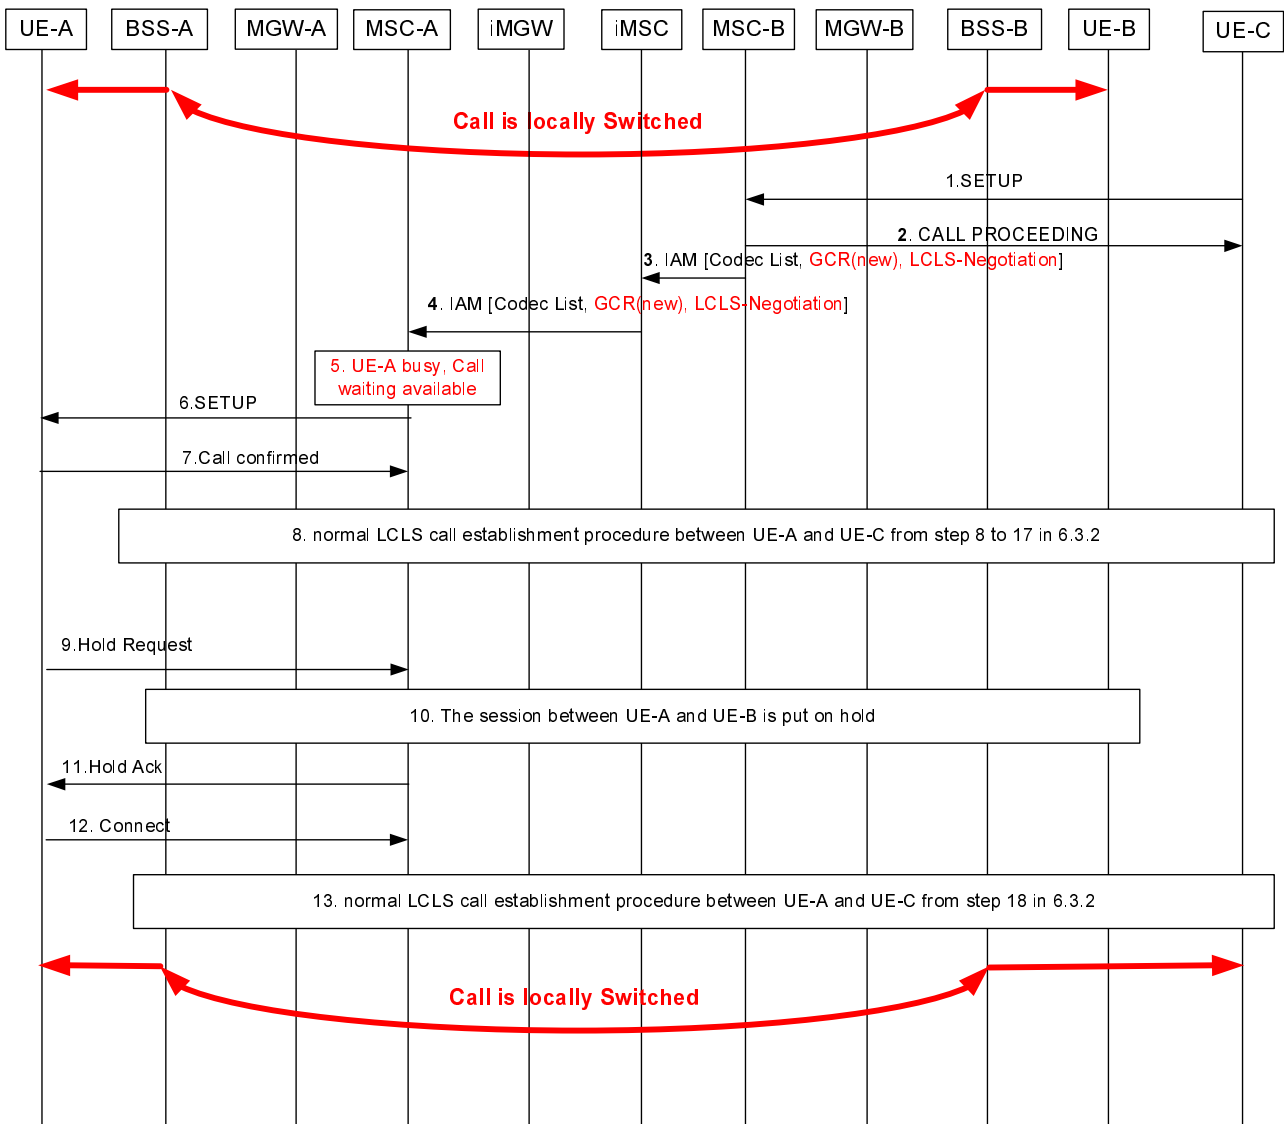 UE-A BSS-A MGW-A MSC-A iMGW iMSC MSC-B MGW-B BSS-B UE-B UE-C
Call is locally Switched
1.SETUP
2. CALL PROCEEDING
3. IAM [Codec List, GCR(new), LCLS-Negotiation]
4. IAM [Codec List, GCR(new), LCLS-Negotiation]
5. UE-A busy, Call
waiting available
6.SETUP
7.Call confirmed
8. normal LCLS call establishment procedure between UE-A and UE-C from step 8 to 17 in 6.3.2
9.Hold Request
10. The session between UE-A and UE-B is put on hold
11.Hold Ack
12. Connect
13. normal LCLS call establishment procedure between UE-A and UE-C from step 18 in 6.3.2
Call is locally Switched